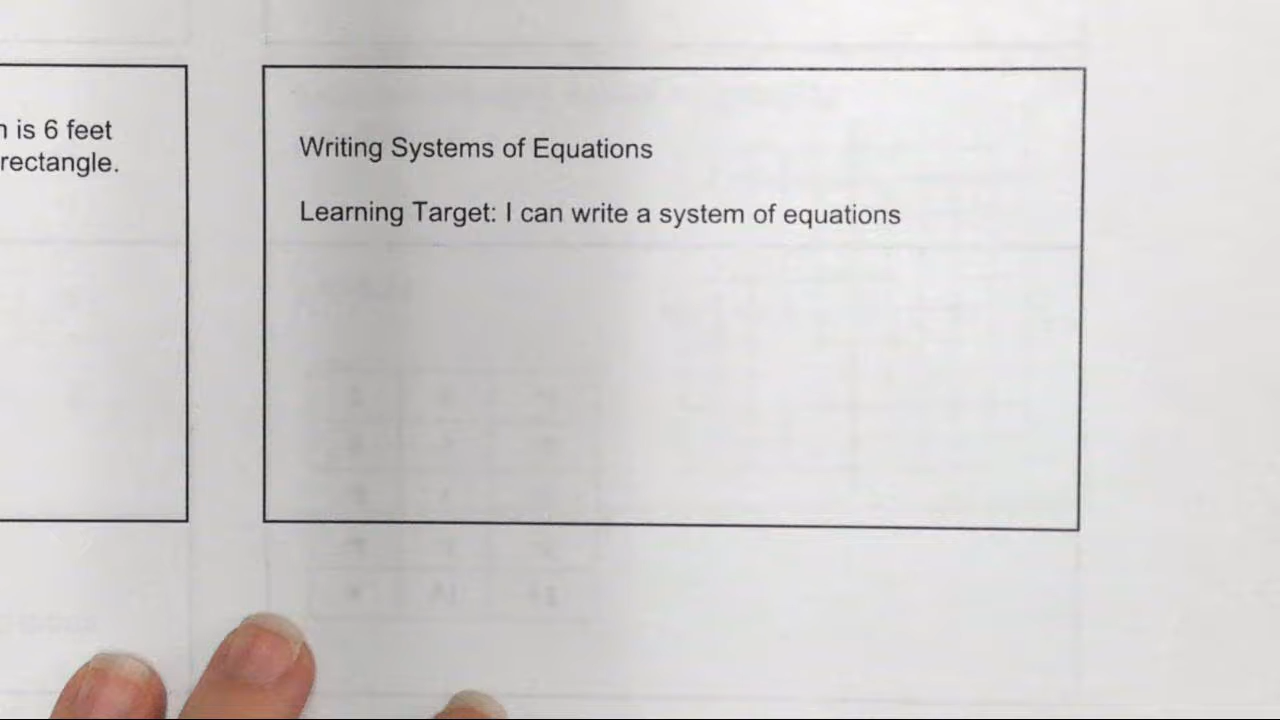 is 6 feet
rectangle.
Writing Systems of Equations
Learning Target: I can write a system of equations